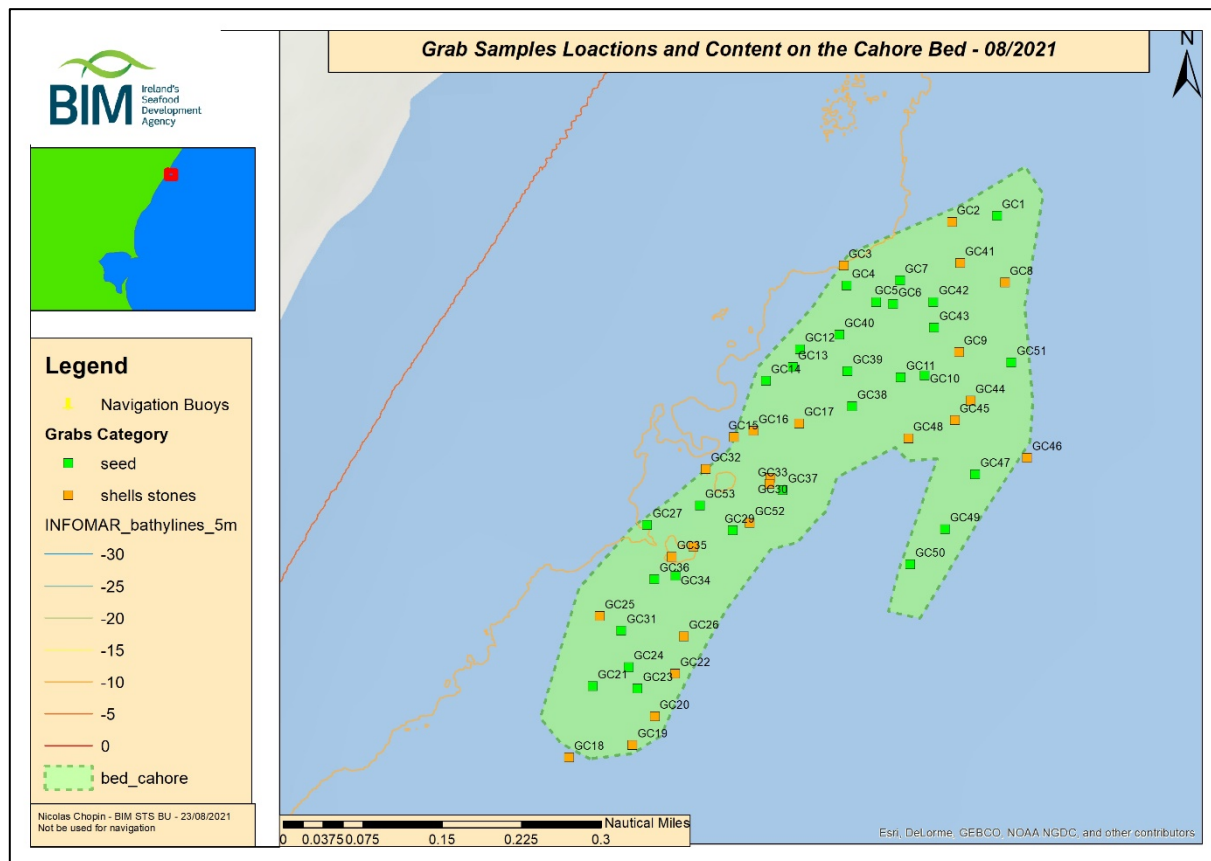 Grab Samples Loactions and Content on the Cahore Bed - 08/2021
N
BIM
Ireland's
Seafood
Development
Agency
Legend
Navigation Buoys
Grabs Category
seed
shells stones
INFOMAR_bathylines_5m
-30
-25
-20
-15
-10
-5
0
bed_cahore
Nicolas Chopin - BIM STS BU - 23/08/2021
Not be used for navigation
GC2
GC1
GC3
GC41
GC4
GC7
GC8
GC5
GC6
GC42
GC40
GC43
GC12
GC9
GC13
GC51
GC14
GC39
GC11
GC10
GC38
GC44
GC17
GC45
GC16
GC15
GC48
GC32
GC46
GC33
GC37
GC30
GC47
GC53
GC52
GC27
GC29
GC49
GC35
GC50
GC36
GC34
GC25
GC31
GC26
GC24
GC22
GC21
GC23
GC20
GC19
GC18
Nautical Miles
0 0.0375 0.075 0.15 0.225 0.3
Esri, DeLorme, GEBCO, NOAA NGDC, and other contributors